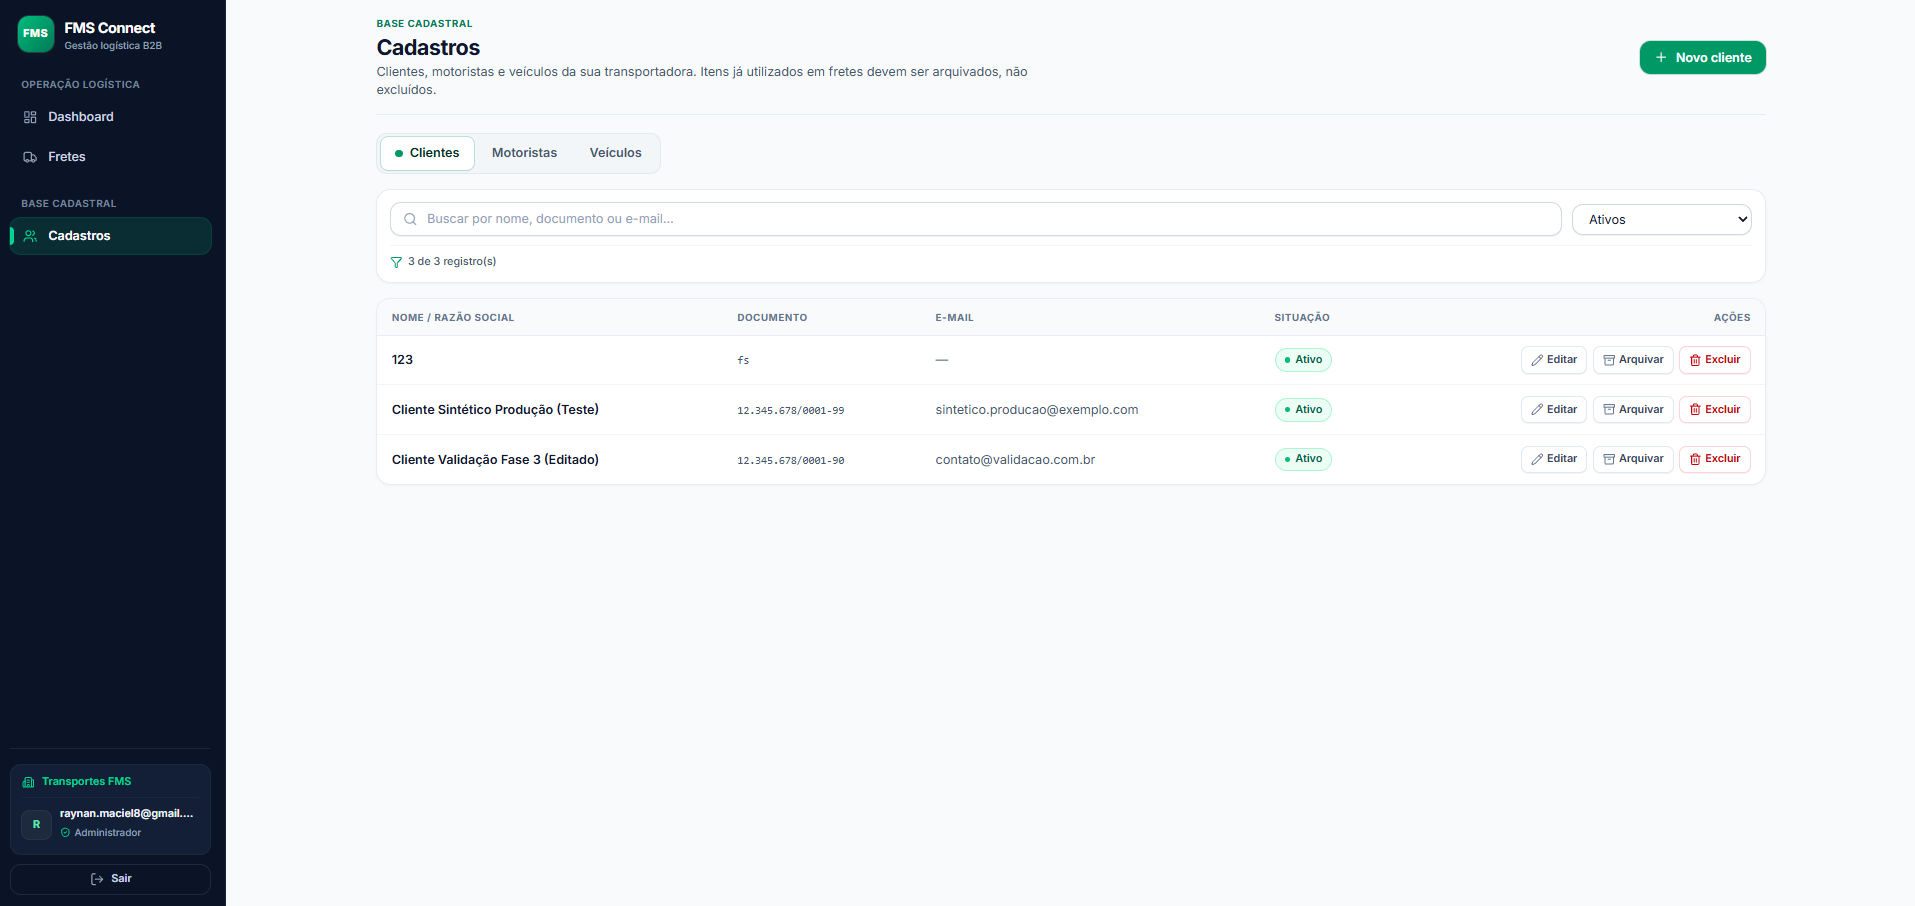 FMS
FMS Connect
Gestão logística B2B
OPERAÇÃO LOGÍSTICA
Dashboard
Fretes
BASE CADASTRAL
Cadastros
Transportes FMS
R
raynan.maciel8@gmail....
Administrador
Sair
BASE CADASTRAL
Cadastros
Clientes, motoristas e veículos da sua transportadora. Itens já utilizados em fretes devem ser arquivados, não
excluídos.
Novo cliente
Clientes Motoristas Veículos
Buscar por nome, documento ou e-mail... Ativos
3 de 3 registro(s)
NOME / RAZÃO SOCIAL DOCUMENTO E-MAIL SITUAÇÃO AÇÕES
123 fs — Ativo Editar Arquivar Excluir
Cliente Sintético Produção (Teste) 12.345.678/0001-99 sintetico.producao@exemplo.com Ativo Editar Arquivar Excluir
Cliente Validação Fase 3 (Editado) 12.345.678/0001-90 contato@validacao.com.br Ativo Editar Arquivar Excluir